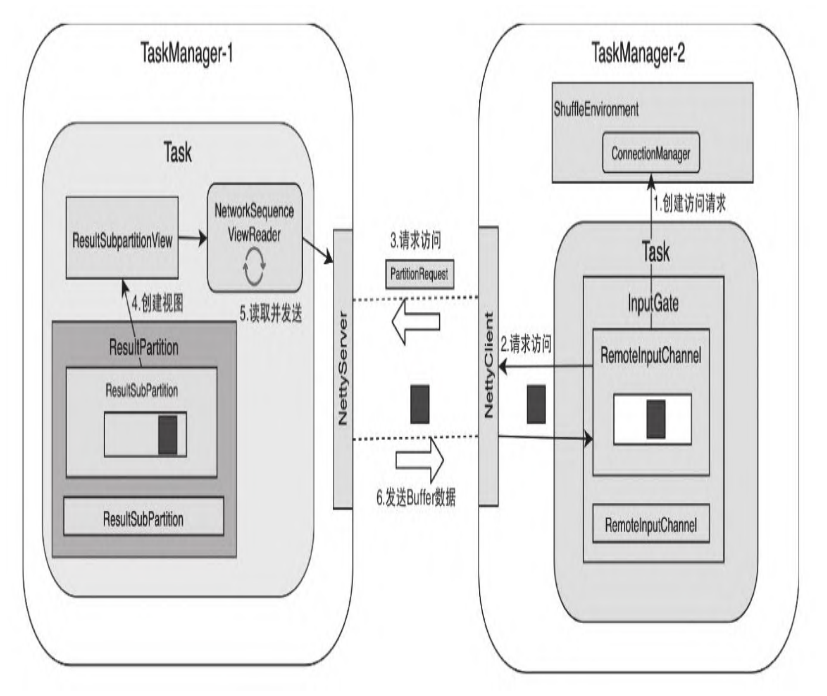 TaskManager-1
TaskManager-2
ShuffleEnvironment
ConnectionManager
1.创建访问请求
Task
Task
NetworkSequence
ViewReader
ResultSubpartitionView
3.请求访问
PartitionRequest
4.创建视图
5.读取并发送
InputGate
ResultPartition
ResultSubPartition
NettyServer
NettyClient
2.请求访问
RemoteInputChannel
6.发送Buffer数据
ResultSubPartition
RemoteInputChannel